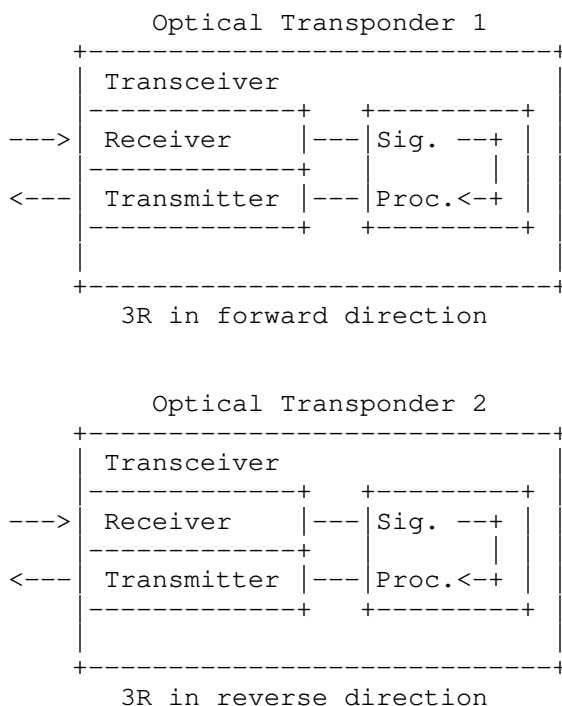 Optical Transponder 1
Transceiver
Receiver Sig.
Transmitter Proc.
3R in forward direction
Optical Transponder 2
Transceiver
Receiver Sig.
Transmitter Proc.
3R in reverse direction